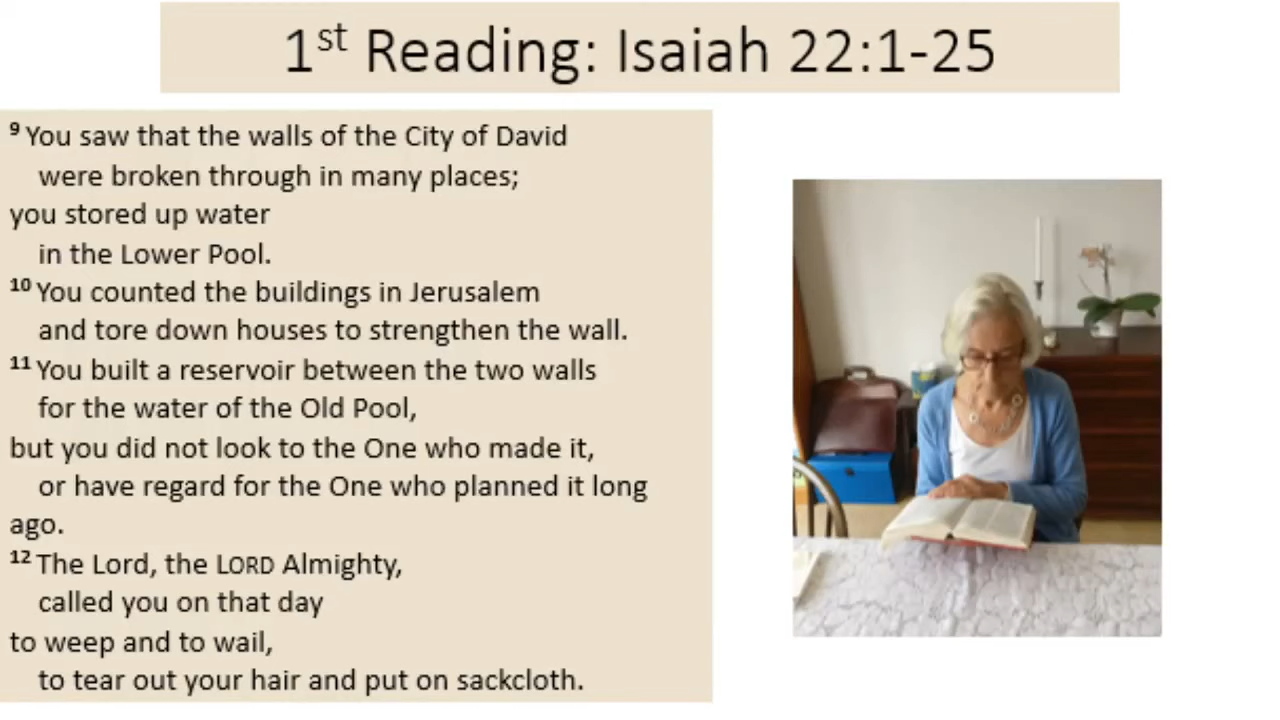 1st Reading: Isaiah 22:1-25
9 You saw that the walls of the City of David
were broken through in many places;
you stored up water
in the Lower Pool.
10 You counted the buildings in Jerusalem
and tore down houses to strengthen the wall.
11 You built a reservoir between the two walls
for the water of the Old Pool,
but you did not look to the One who made it,
or have regard for the One who planned it long
ago.
12 The Lord, the LORD Almighty,
called you on that day
to weep and to wail,
to tear out your hair and put on sackcloth.